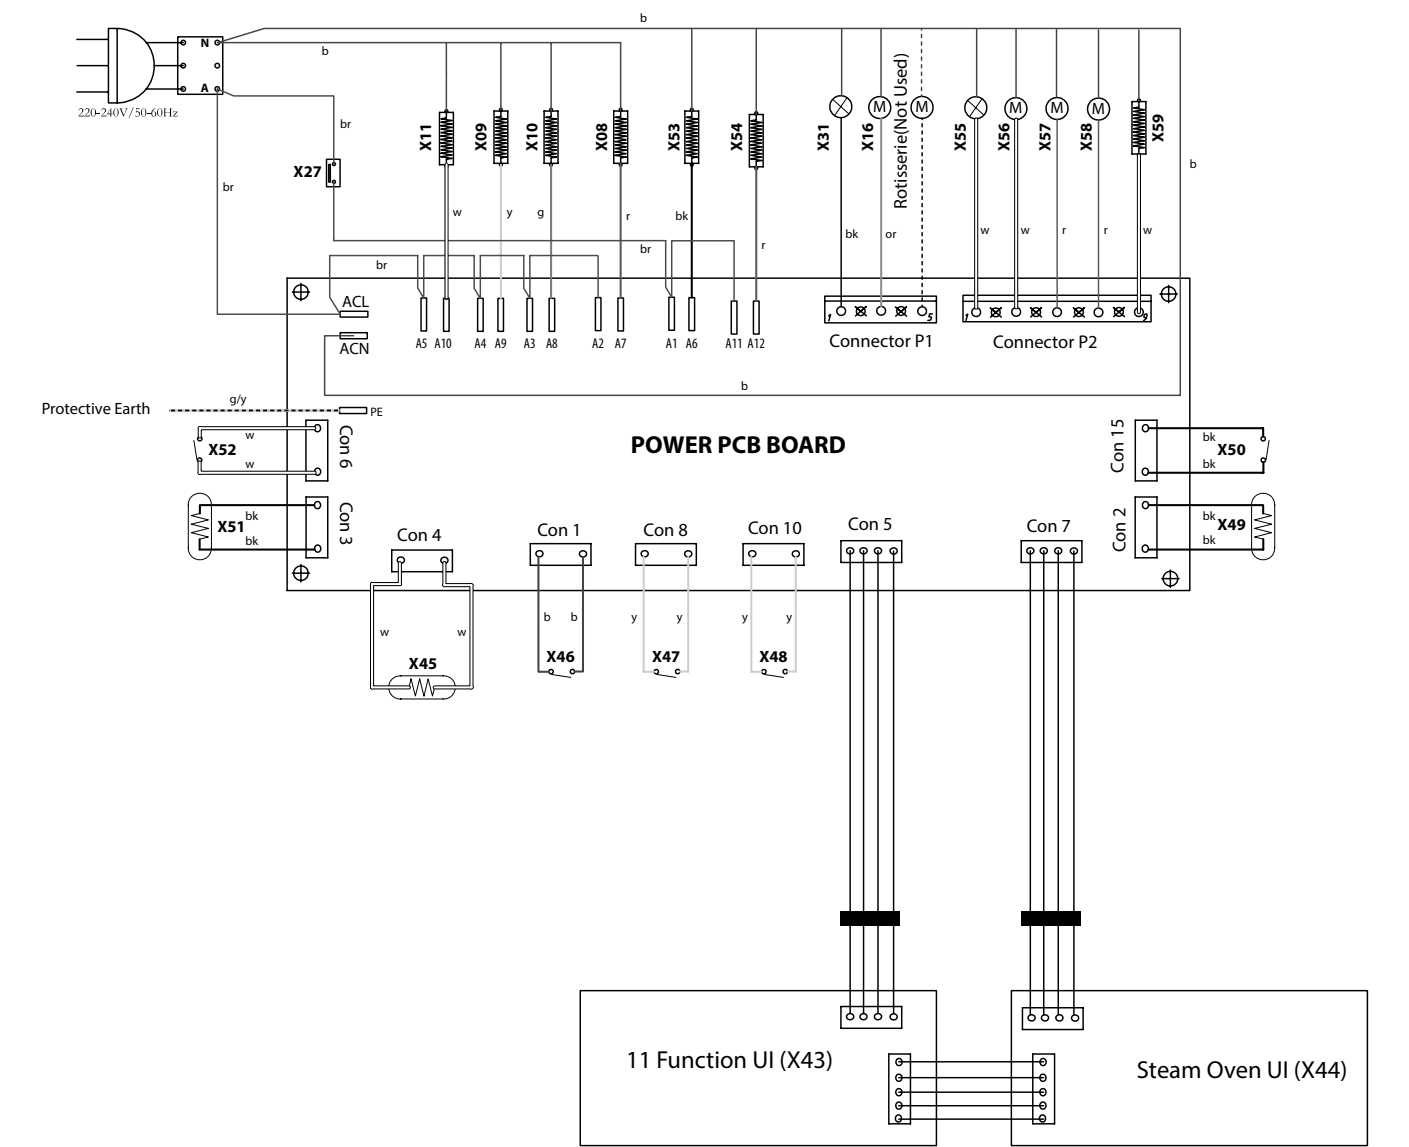 b
N
b
A
220-240V/50-60Hz
br
X11
X09
X10
X08
X53
X54
X31
X16
Rotisserie(Not Used)
X55
X56
X57
X58
X59
X27
b
br
w
y
g
r
bk
r
bk
or
w
w
r
r
w
br
br
ACL
ACN
A5
A10
A4
A9
A3
A8
A2
A7
A1
A6
A11
A12
1
5
1
9
Connector P1
Connector P2
b
Protective Earth
g/y
PE
w
X52
w
Con 6
POWER PCB BOARD
Con 15
bk
X50
bk
X51
bk
bk
Con 3
Con 4
Con 1
Con 8
Con 10
Con 5
Con 7
Con 2
bk
X49
bk
w
w
X45
b
b
X46
y
y
X47
y
y
X48
11 Function UI (X43)
Steam Oven UI (X44)